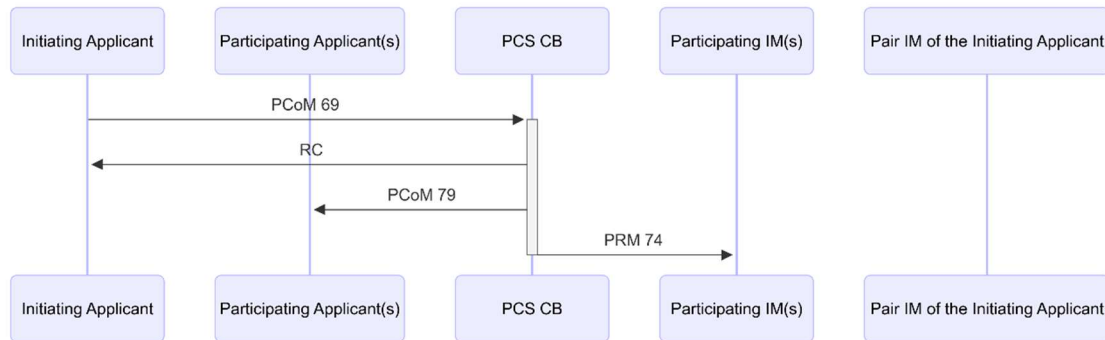 Initiating Applicant
Participating Applicant(s)
PCS CB
Participating IM(s)
Pair IM of the Initiating Applicant
PCoM 69
RC
PCoM 79
PRM 74
Initiating Applicant
Participating Applicant(s)
PCS CB
Participating IM(s)
Pair IM of the Initiating Applicant